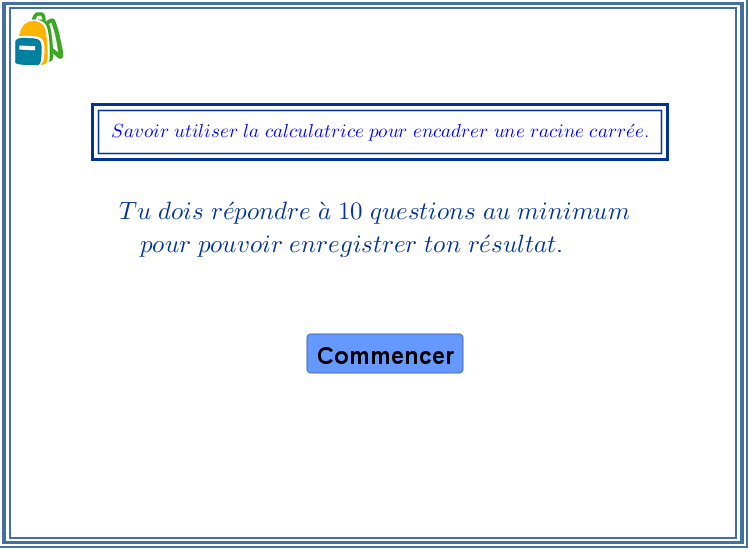 Savoir utiliser la calculatrice pour encadrer une racine carrée.
Tu dois répondre à 10 questions au minimum
pour pouvoir enregistrer ton résultat.
Commencer